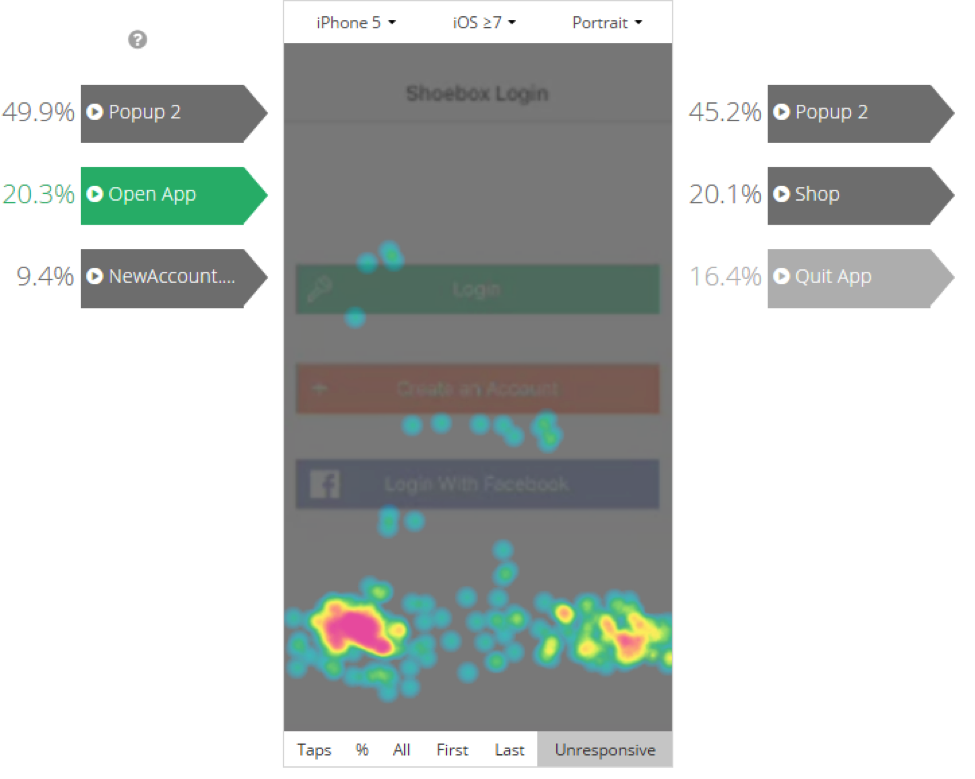 iPhone 5 iOS ≥7 Portrait
?
Shoebox Login
49.9% Popup 2
20.3% Open App
9.4% NewAccount....
Login
Create an Account
Login With Facebook
45.2% Popup 2
20.1% Shop
16.4% Quit App
Taps % All First Last Unresponsive